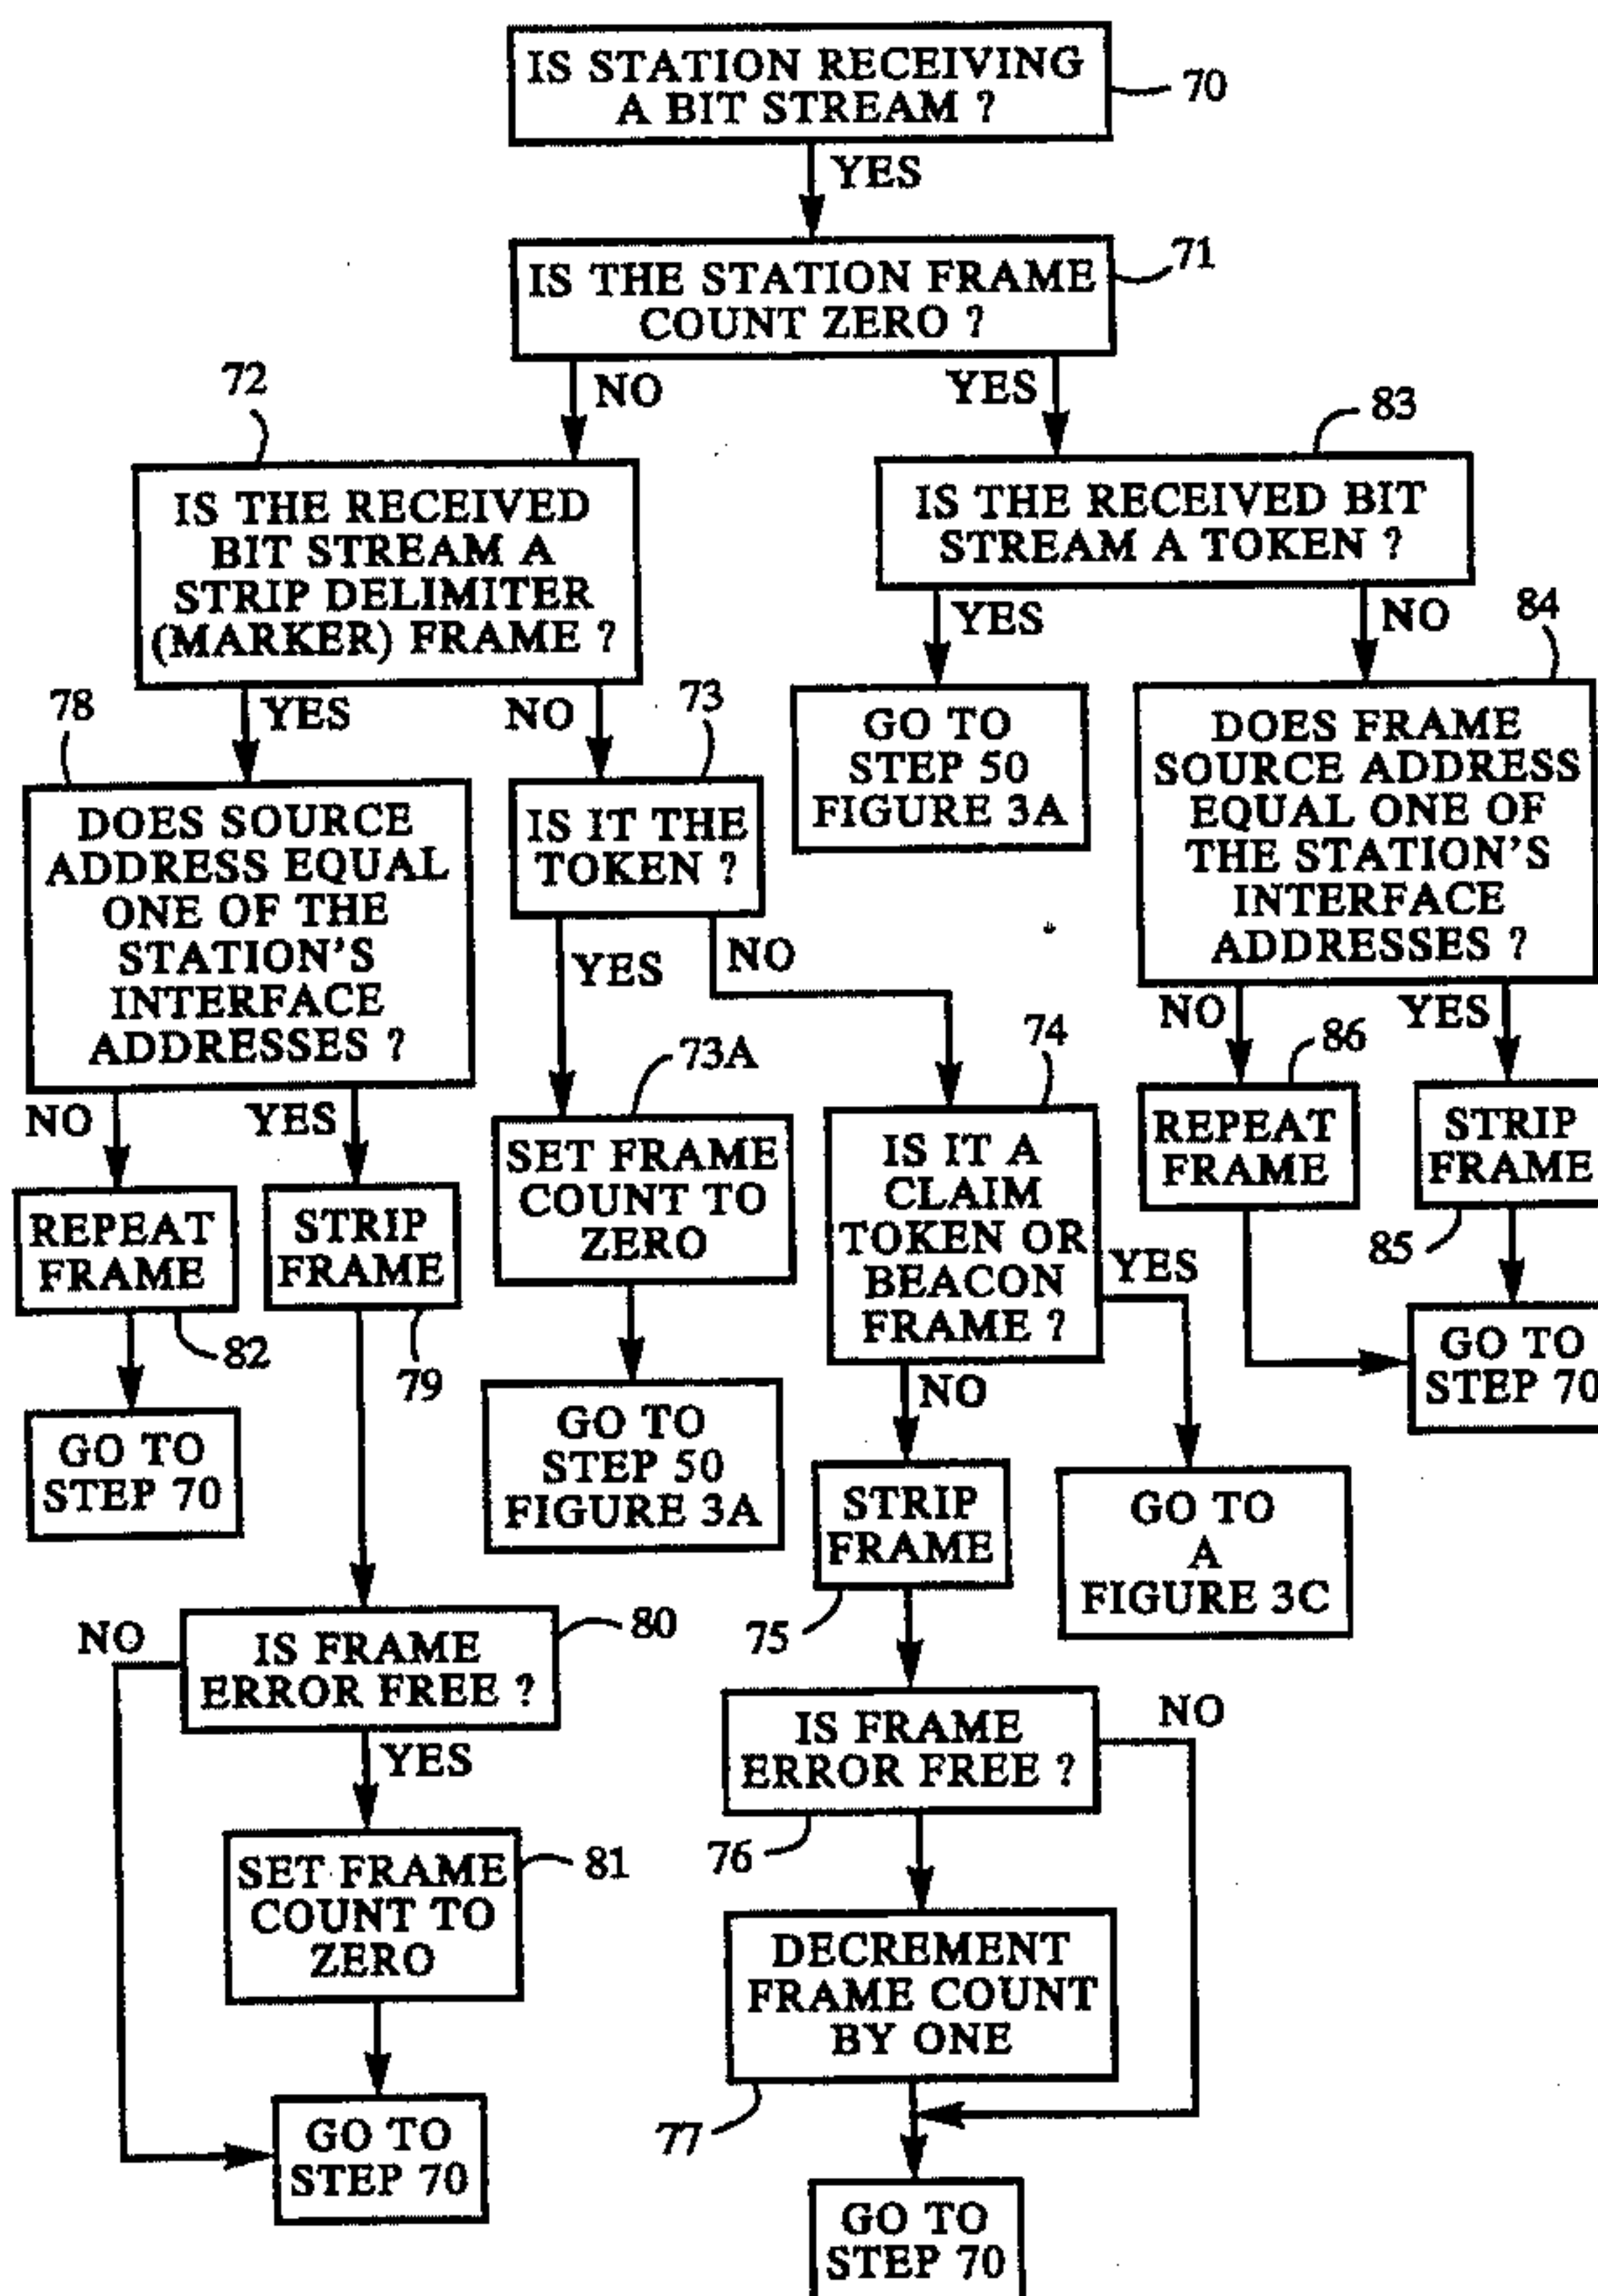 IS STATION RECEIVING
A BIT STREAM ?
70
YES
IS THE STATION FRAME
COUNT ZERO ?
71
NO
YES
72
IS THE RECEIVED
BIT STREAM A
STRIP DELIMITER
(MARKER) FRAME ?
83
IS THE RECEIVED BIT
STREAM A TOKEN ?
YES
NO
78
DOES SOURCE
ADDRESS EQUAL
ONE OF THE
STATION'S
INTERFACE
ADDRESSES ?
73
IS IT THE
TOKEN ?
YES
GO TO
STEP 50
FIGURE 3A
NO
84
DOES FRAME
SOURCE ADDRESS
EQUAL ONE OF
THE STATION'S
INTERFACE
ADDRESSES ?
NO
YES
REPEAT
FRAME
82
GO TO
STEP 70
STRIP
FRAME
79
YES
NO
73A
SET FRAME
COUNT TO
ZERO
GO TO
STEP 50
FIGURE 3A
74
IS IT A
CLAIM
TOKEN OR
BEACON
FRAME ?
YES
NO
NO
YES
86
REPEAT
FRAME
STRIP
FRAME
85
GO TO
STEP 70
GO TO
A
FIGURE 3C
STRIP
FRAME
75
NO
IS FRAME
ERROR FREE ?
80
YES
SET FRAME
COUNT TO
ZERO
81
GO TO
STEP 70
IS FRAME
ERROR FREE ?
76
NO
DECREMENT
FRAME COUNT
BY ONE
77
GO TO
STEP 70